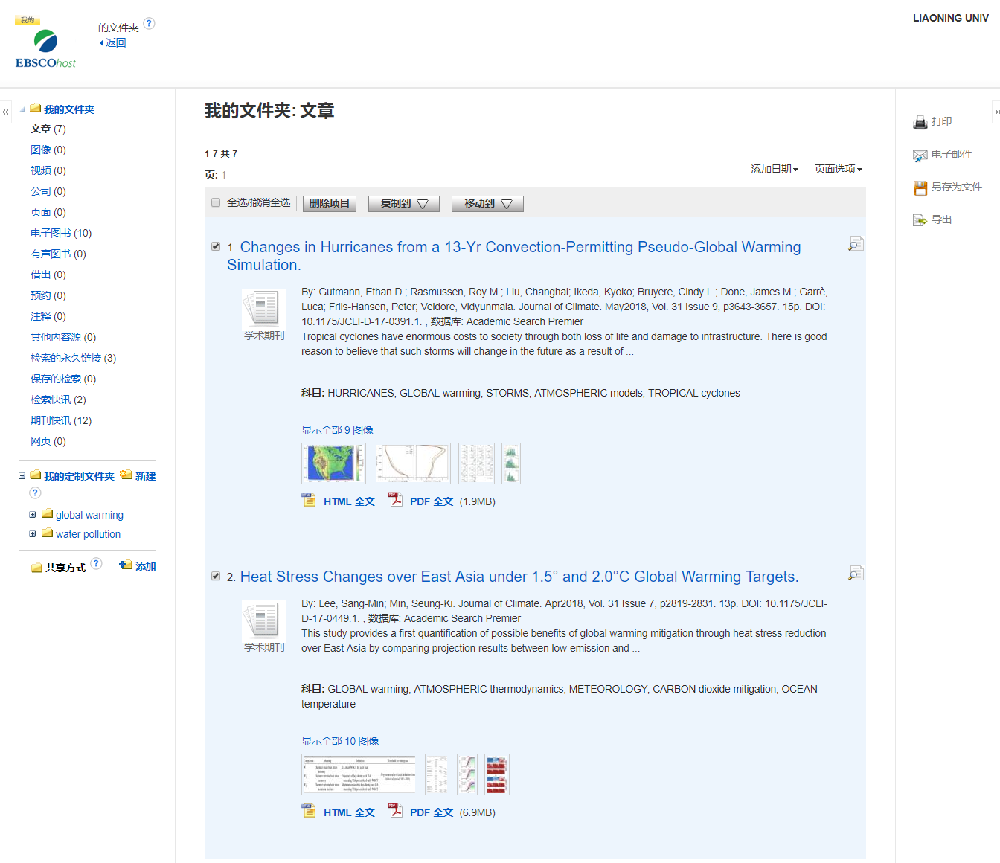 我的
EBSCOhost
的文件夹
返回
LIAONING UNIV
我的文件夹
文章 (7)
图像 (0)
视频 (0)
公司 (0)
页面 (0)
电子图书 (10)
有声图书 (0)
借出 (0)
预约 (0)
注释 (0)
其他内容源 (0)
检索的永久链接 (3)
保存的检索 (0)
检索快讯 (2)
期刊快讯 (12)
网页 (0)
我的定制文件夹 新建
global warming
water pollution
共享方式 添加
我的文件夹: 文章
1-7 共 7
页: 1
添加日期 页面选项
全选/撤消全选 删除项目 复制到 移动到
1. Changes in Hurricanes from a 13-Yr Convection-Permitting Pseudo-Global Warming
Simulation.
学术期刊
By: Gutmann, Ethan D.; Rasmussen, Roy M.; Liu, Changhai; Ikeda, Kyoko; Bruyere, Cindy L.; Done, James M.; Garrè,
Luca; Friis-Hansen, Peter; Veldore, Vidyunmala. Journal of Climate. May2018, Vol. 31 Issue 9, p3643-3657. 15p. DOI:
10.1175/JCLI-D-17-0391.1. , 数据库: Academic Search Premier
Tropical cyclones have enormous costs to society through both loss of life and damage to infrastructure. There is good
reason to believe that such storms will change in the future as a result of ...
科目: HURRICANES; GLOBAL warming; STORMS; ATMOSPHERIC models; TROPICAL cyclones
显示全部 9 图像
HTML 全文 PDF 全文 (1.9MB)
2. Heat Stress Changes over East Asia under 1.5° and 2.0°C Global Warming Targets.
学术期刊
By: Lee, Sang-Min; Min, Seung-Ki. Journal of Climate. Apr2018, Vol. 31 Issue 7, p2819-2831. 13p. DOI: 10.1175/JCLI-
D-17-0449.1. , 数据库: Academic Search Premier
This study provides a first quantification of possible benefits of global warming mitigation through heat stress reduction
over East Asia by comparing projection results between low-emission and ...
科目: GLOBAL warming; ATMOSPHERIC thermodynamics; METEOROLOGY; CARBON dioxide mitigation; OCEAN
temperature
显示全部 10 图像
HTML 全文 PDF 全文 (6.9MB)
打印
电子邮件
另存为文件
导出